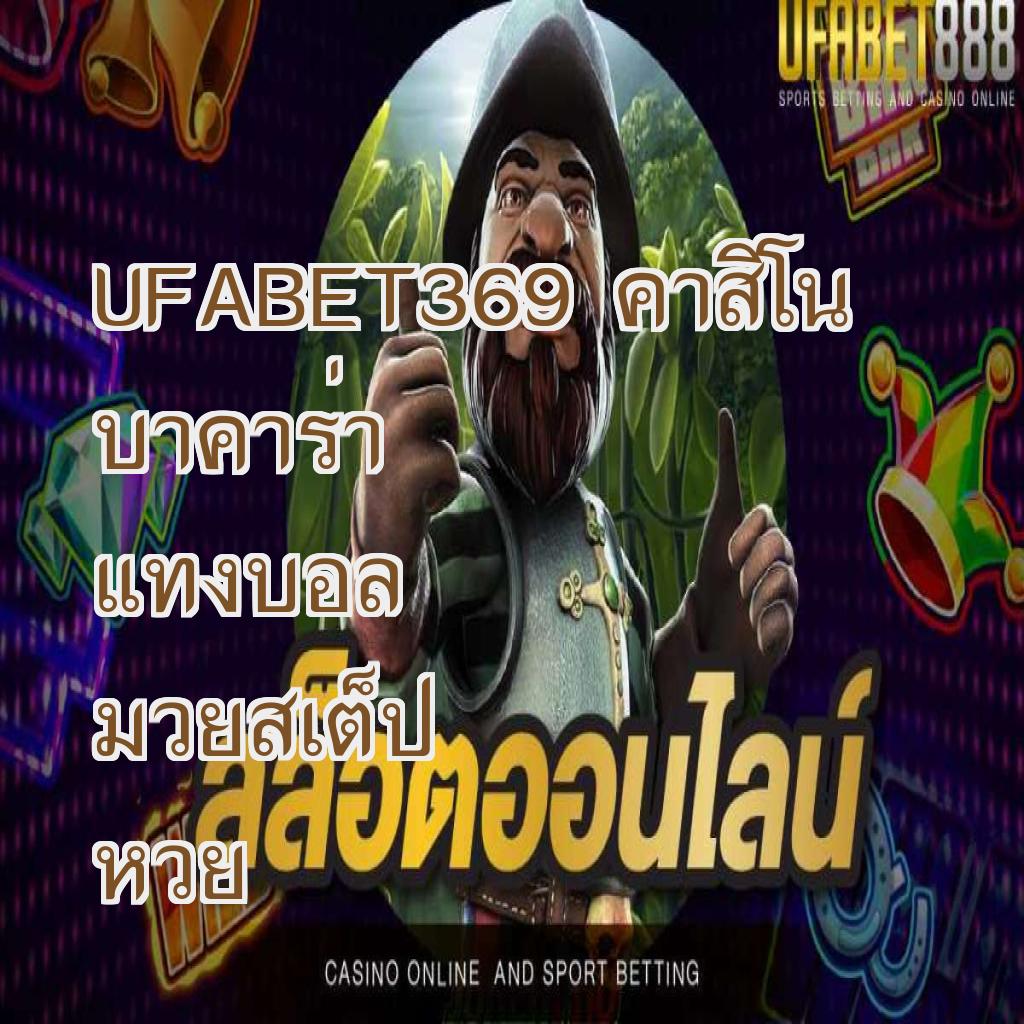 UFABET888
SPORTS BETTING AND CASINO ONLINE
BAR
UFABET369 คาสิโน
บาคาร่า
แทงบอล
มวยสเต็ป
สล็อตออนไลน์
หวย
CASINO ONLINE AND SPORT BETTING